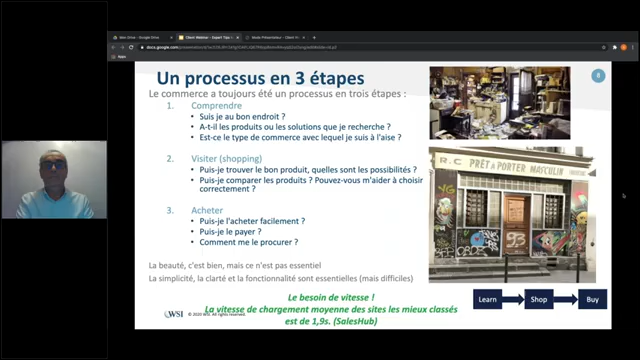 Un processus en 3 étapes
8
Le commerce a toujours été un processus en trois étapes :
1. Comprendre
• Suis je au bon endroit ?
• A-t-il les produits ou les solutions que je recherche ?
• Est-ce le type de commerce avec lequel je suis à l'aise ?
2. Visiter (shopping)
• Puis-je trouver le bon produit, quelles sont les possibilités ?
• Puis-je comparer les produits ? Pouvez-vous m'aider à choisir
correctement ?
3. Acheter
• Puis-je l'acheter facilement ?
• Puis-je le payer ?
• Comment me le procurer ?
La beauté, c'est bien, mais ce n'est pas essentiel
La simplicité, la clarté et la fonctionnalité sont essentielles (mais difficiles)
Le besoin de vitesse !
La vitesse de chargement moyenne des sites les mieux classés
est de 1,9s. (SalesHub)
R.C PRÊT A PORTER MASCULIN
93
Learn
Shop
Buy
WSI © 2020 WSI. All rights reserved.